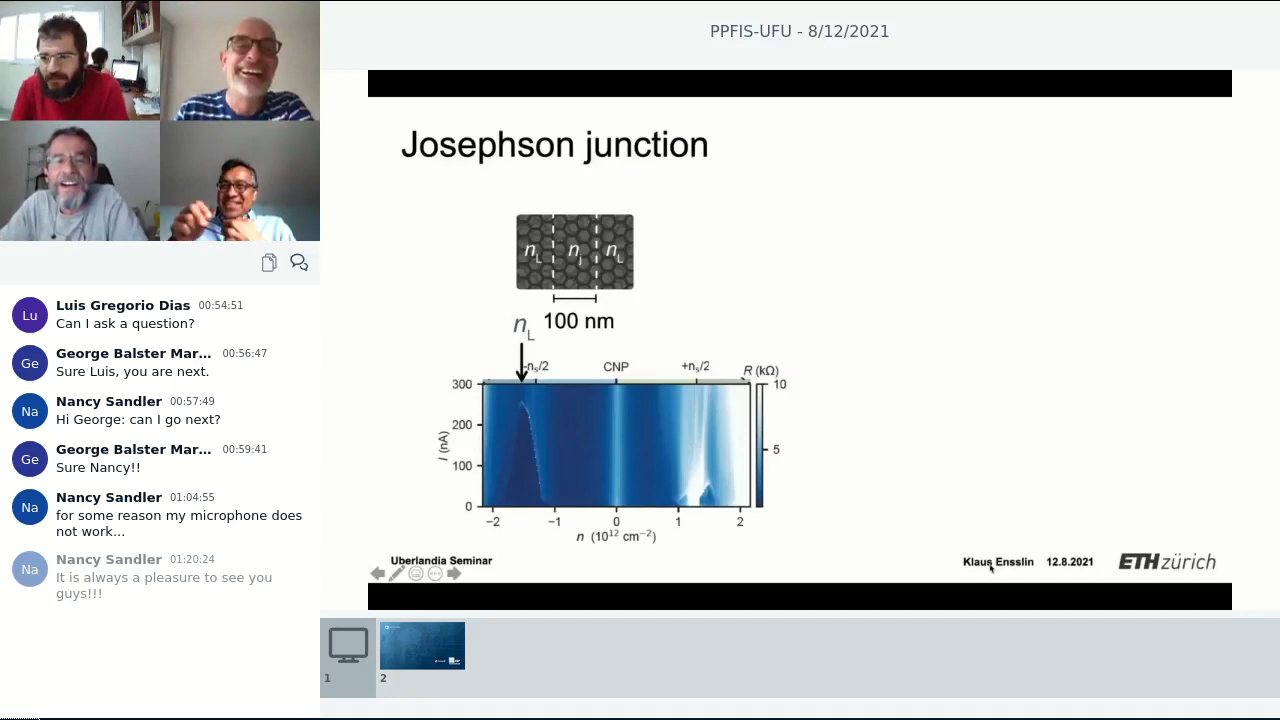 PPFIS-UFU - 8/12/2021
Josephson junction
nL nj nL
nL 100 nm
-ns/2 CNP +ns/2 R (kΩ)
300 10
200
5
100
0
I (nA)
−2 −1 0 1 2
n (10¹² cm⁻²)
Uberlandia Seminar Klaus Ensslin 12.8.2021 ETH zürich
Lu Luis Gregorio Dias 00:54:51
Can I ask a question?
Ge George Balster Mar... 00:56:47
Sure Luis, you are next.
Na Nancy Sandler 00:57:49
Hi George: can I go next?
Ge George Balster Mar... 00:59:41
Sure Nancy!!
Na Nancy Sandler 01:04:55
for some reason my microphone does
not work...
Na Nancy Sandler 01:20:24
It is always a pleasure to see you
guys!!!
1 2